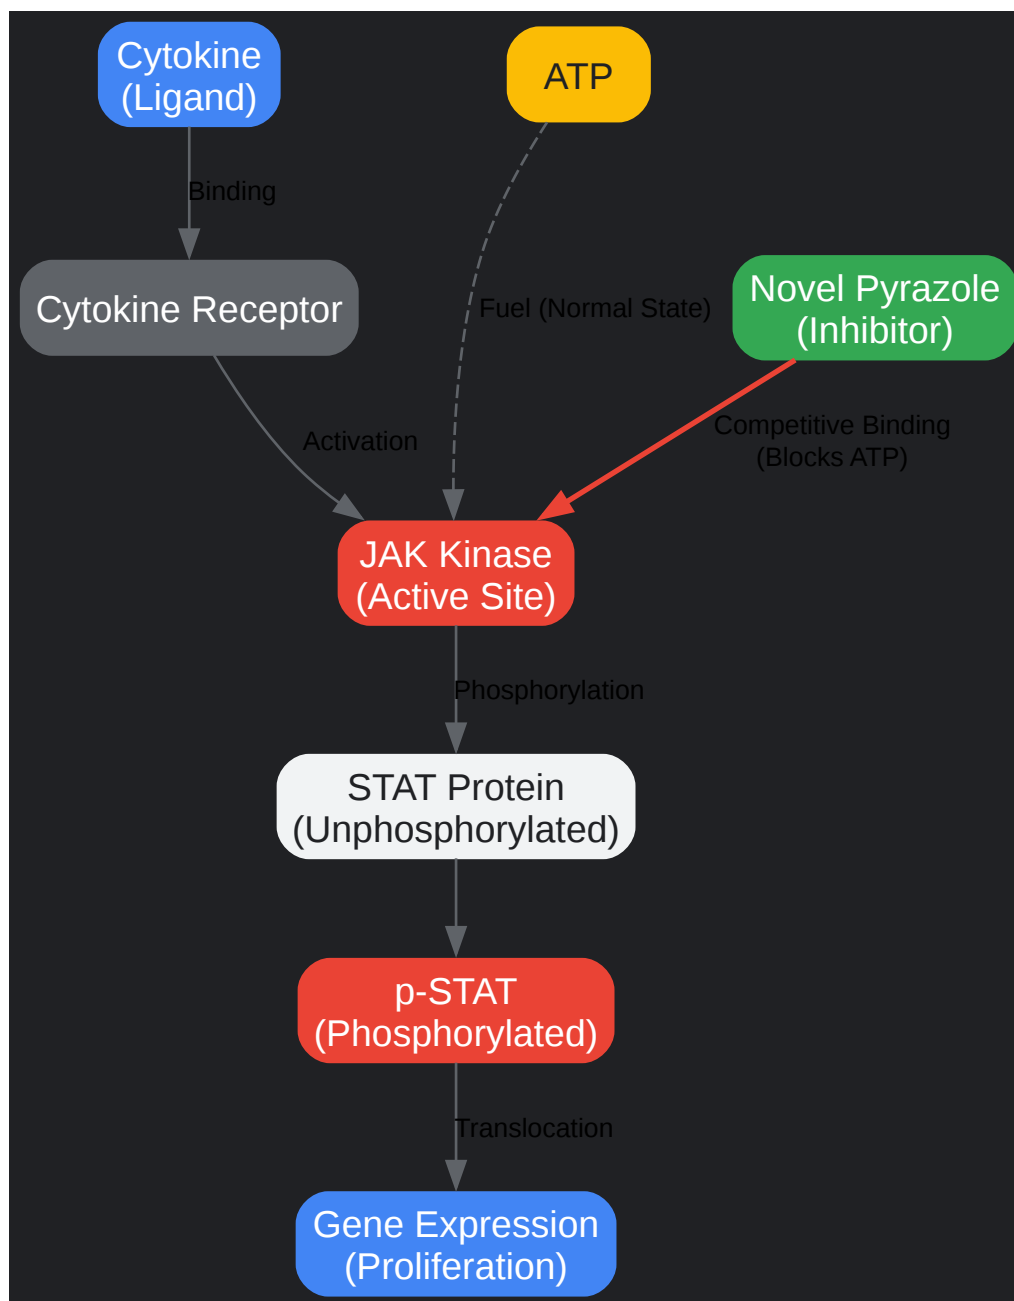 Cytokine
(Ligand)
ATP
Binding
Cytokine Receptor
Fuel (Normal State)
Novel Pyrazole
(Inhibitor)
Activation
Competitive Binding
(Blocks ATP)
JAK Kinase
(Active Site)
Phosphorylation
STAT Protein
(Unphosphorylated)
p-STAT
(Phosphorylated)
Translocation
Gene Expression
(Proliferation)